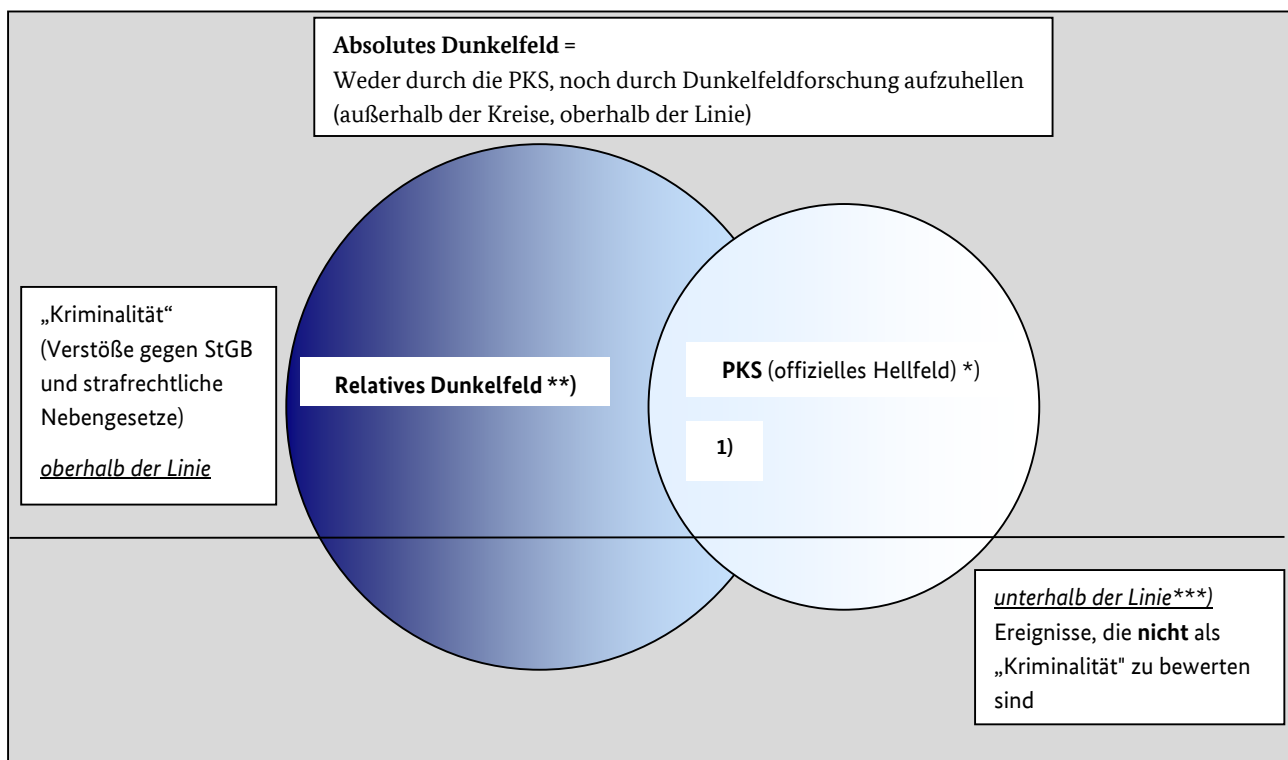 Absolutes Dunkelfeld =
Weder durch die PKS, noch durch Dunkelfeldforschung aufzuhellen
(außerhalb der Kreise, oberhalb der Linie)
„Kriminalität“
(Verstöße gegen StGB
und strafrechtliche
Nebengesetze)
oberhalb der Linie
Relatives Dunkelfeld **)
PKS (offizielles Hellfeld) *)
1)
unterhalb der Linie***)
Ereignisse, die nicht als
„Kriminalität" zu bewerten
sind